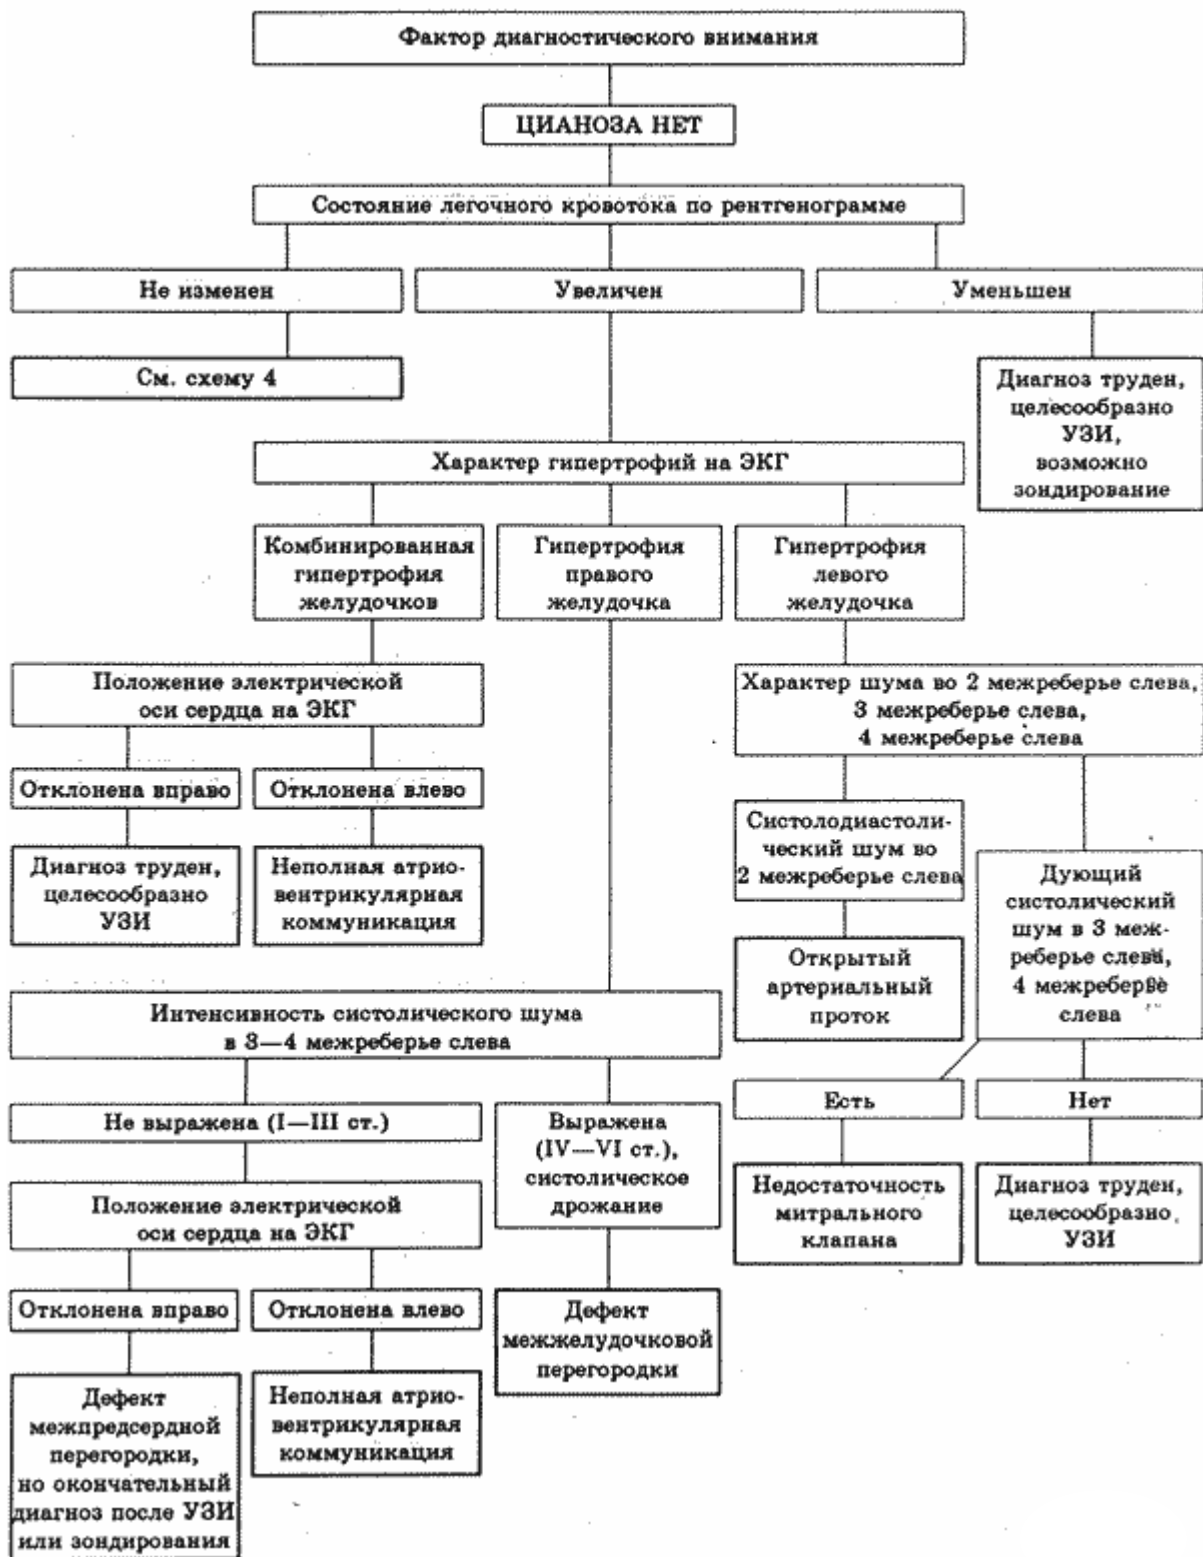 Фактор диагностического внимания
ЦИАНОЗА НЕТ
Состояние легочного кровотока по рентгенограмме
Не изменен
Увеличен
Уменьшен
См. схему 4
Диагноз труден,
целесообразно
УЗИ,
возможно
зондирование
Характер гипертрофий на ЭКГ
Комбинированная
гипертрофия
желудочков
Гипертрофия
правого
желудочка
Гипертрофия
левого
желудочка
Положение электрической
оси сердца на ЭКГ
Отклонена вправо
Отклонена влево
Диагноз труден,
целесообразно
УЗИ
Неполная атрио-
вентрикулярная
коммуникация
Характер шума во 2 межреберье слева,
3 межреберье слева,
4 межреберье слева
Систолодиастоли-
ческий шум во
2 межреберье слева
Открытый
артериальный
проток
Дующий
систолический
шум в 3 меж-
реберье слева,
4 межреберье
слева
Есть
Нет
Недостаточность
митрального
клапана
Диагноз труден,
целесообразно
УЗИ
Интенсивность систолического шума
в 3—4 межреберье слева
Не выражена (I—III ст.)
Выражена
(IV—VI ст.),
систолическое
дрожание
Положение электрической
оси сердца на ЭКГ
Отклонена вправо
Отклонена влево
Дефект
межжелудочковой
перегородки
Дефект
межпредсердной
перегородки,
но окончательный
диагноз после УЗИ
или зондирования
Неполная атрио-
вентрикулярная
коммуникация